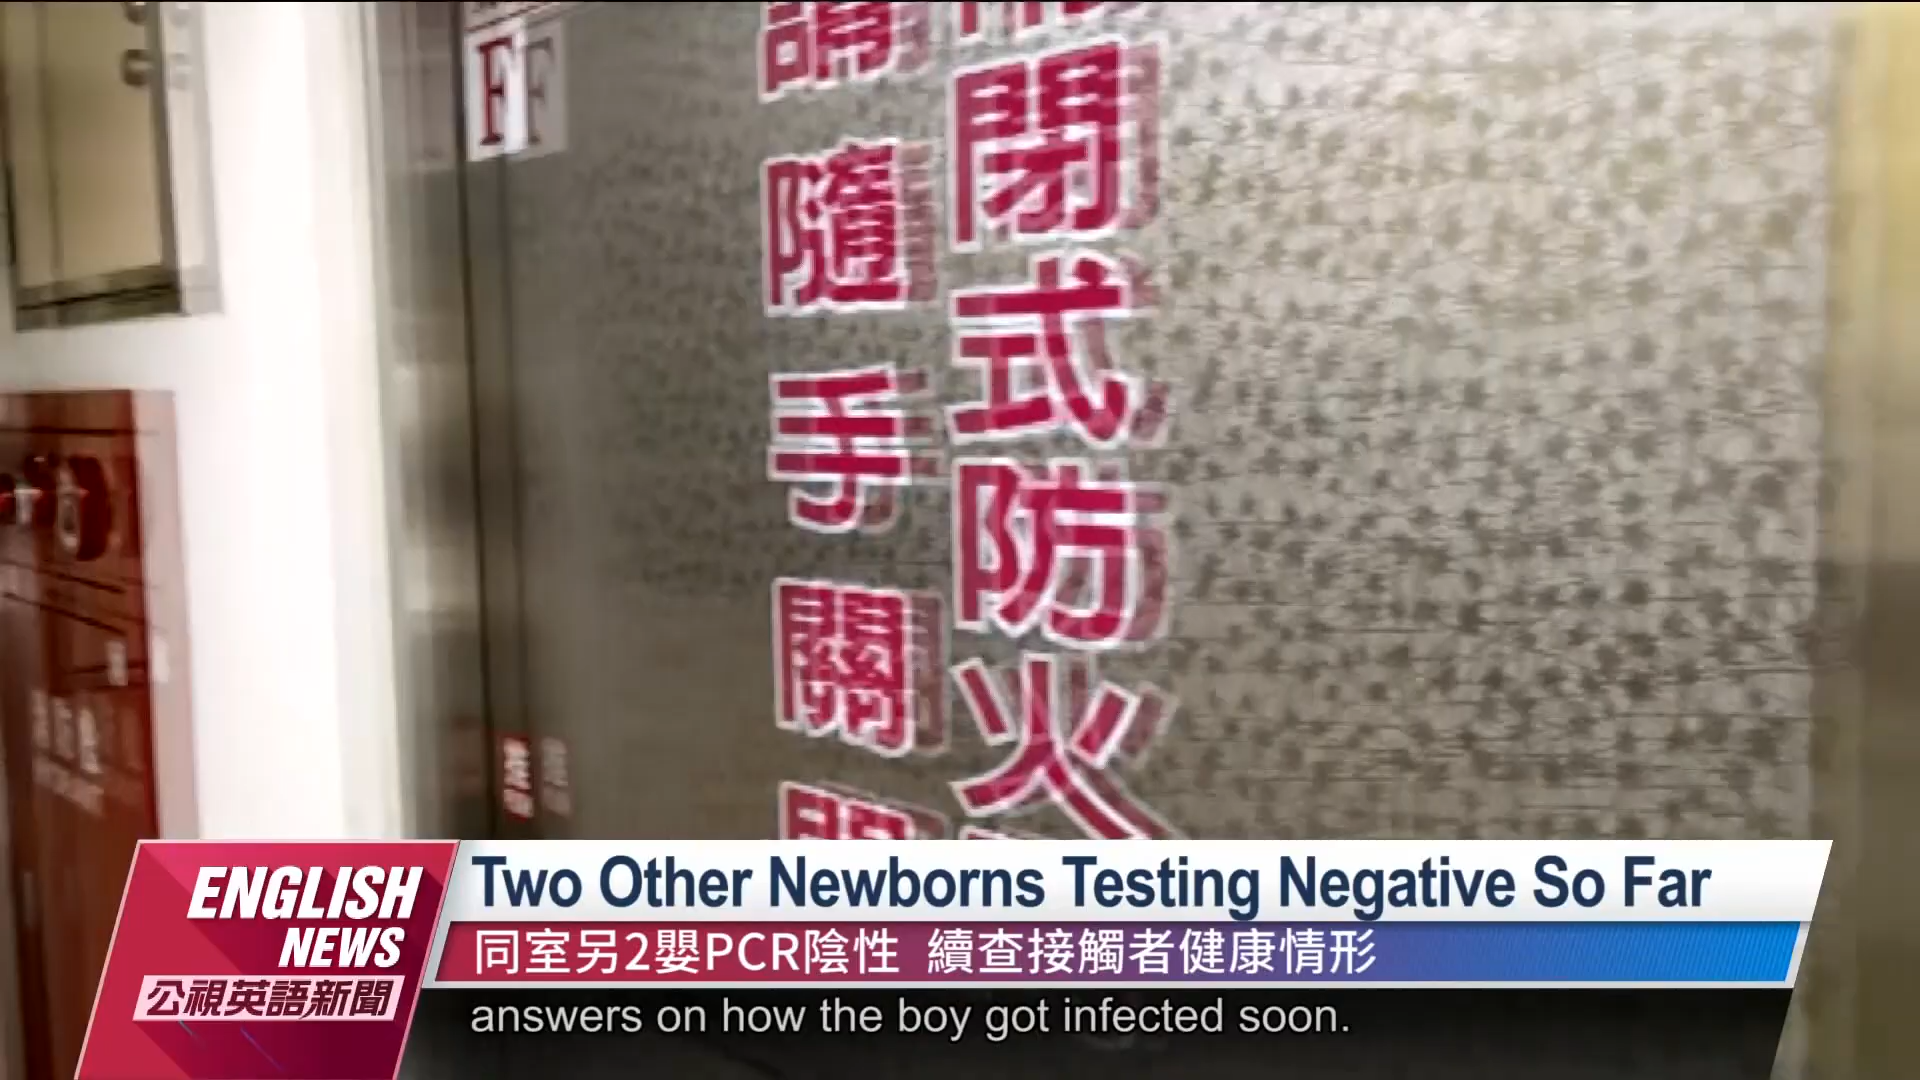 閉式防火
請隨手關門
F
Two Other Newborns Testing Negative So Far
同室另2嬰PCR陰性 續查接觸者健康情形
answers on how the boy got infected soon.
ENGLISH
NEWS
公視英語新聞